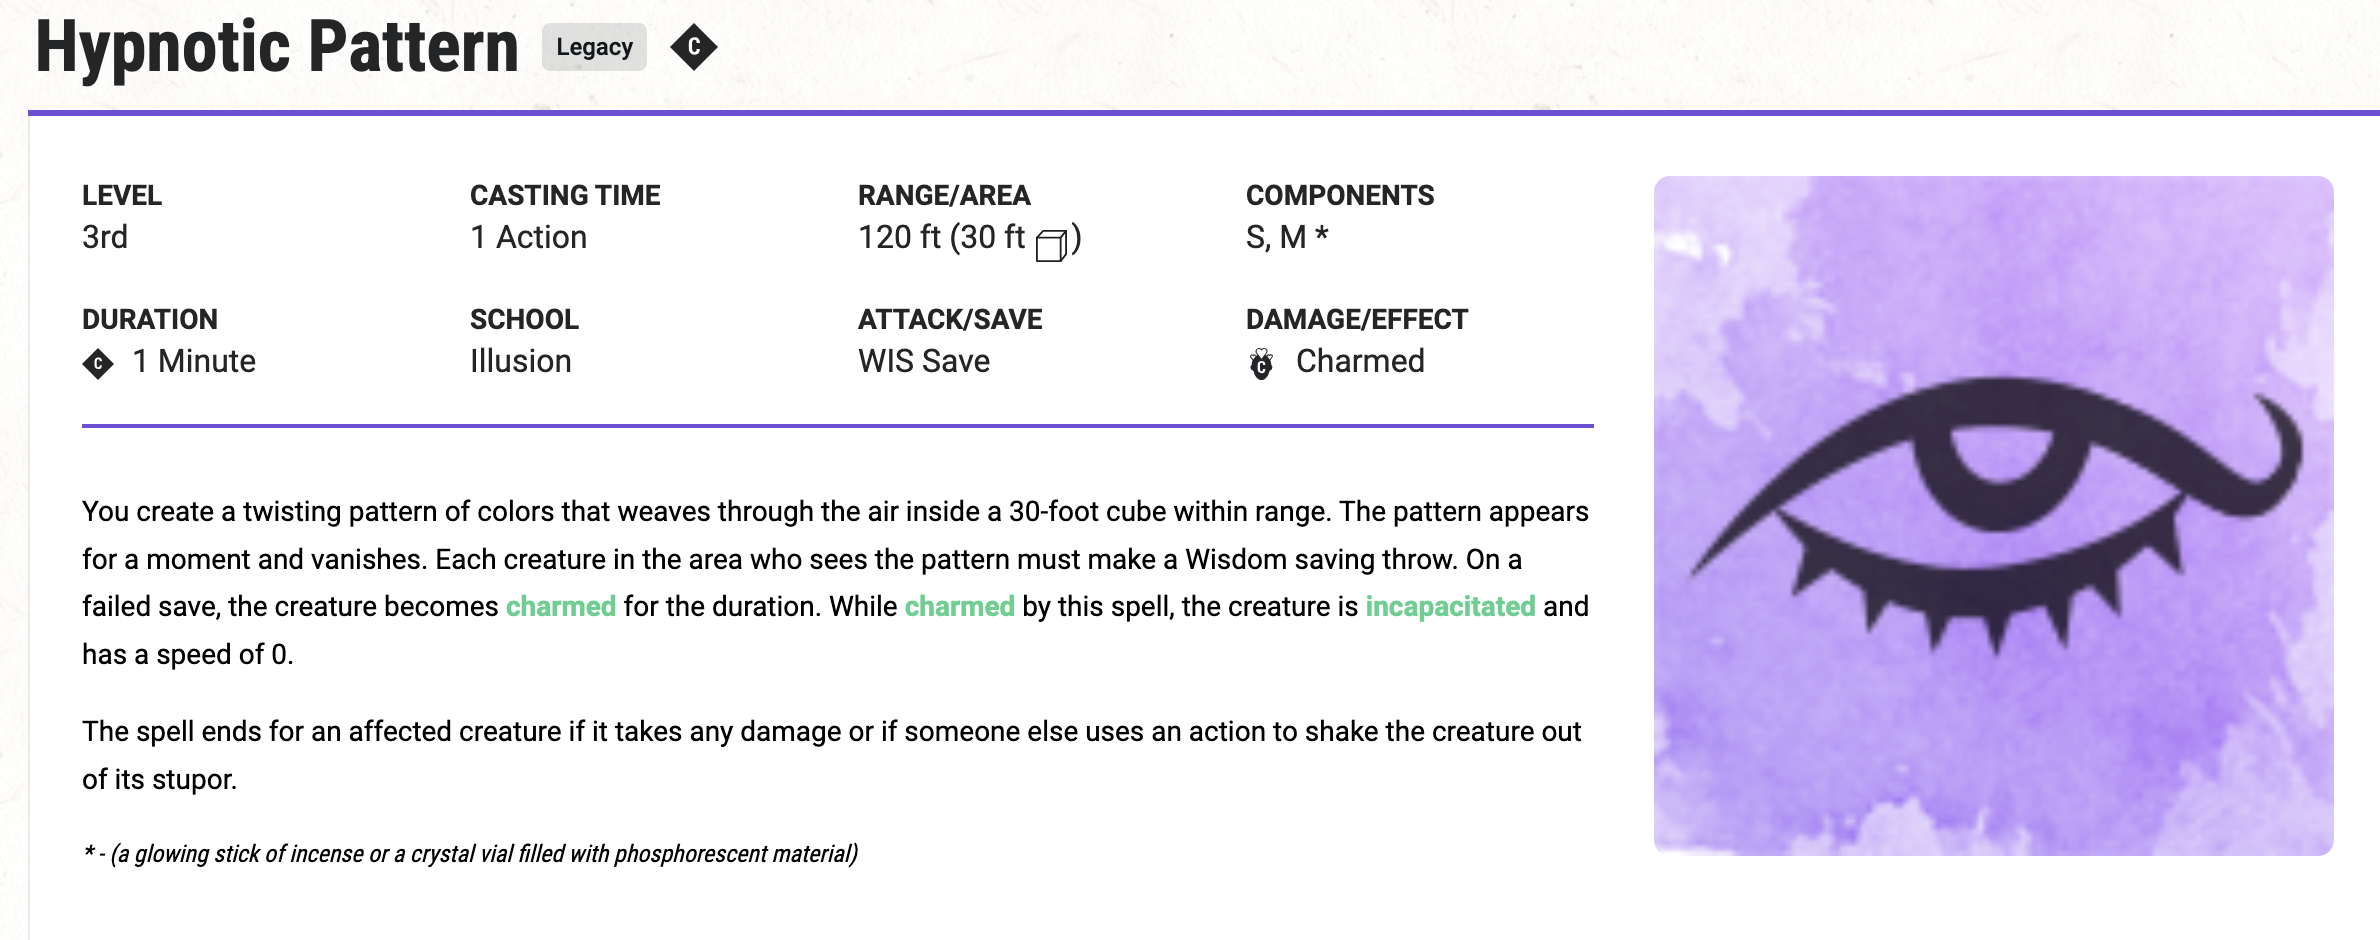 Hypnotic Pattern Legacy C
LEVEL CASTING TIME RANGE/AREA COMPONENTS
3rd 1 Action 120 ft (30 ft ) S, M *
DURATION SCHOOL ATTACK/SAVE DAMAGE/EFFECT
C 1 Minute Illusion WIS Save C Charmed
You create a twisting pattern of colors that weaves through the air inside a 30-foot cube within range. The pattern appears
for a moment and vanishes. Each creature in the area who sees the pattern must make a Wisdom saving throw. On a
failed save, the creature becomes charmed for the duration. While charmed by this spell, the creature is incapacitated and
has a speed of 0.
The spell ends for an affected creature if it takes any damage or if someone else uses an action to shake the creature out
of its stupor.
* - (a glowing stick of incense or a crystal vial filled with phosphorescent material)